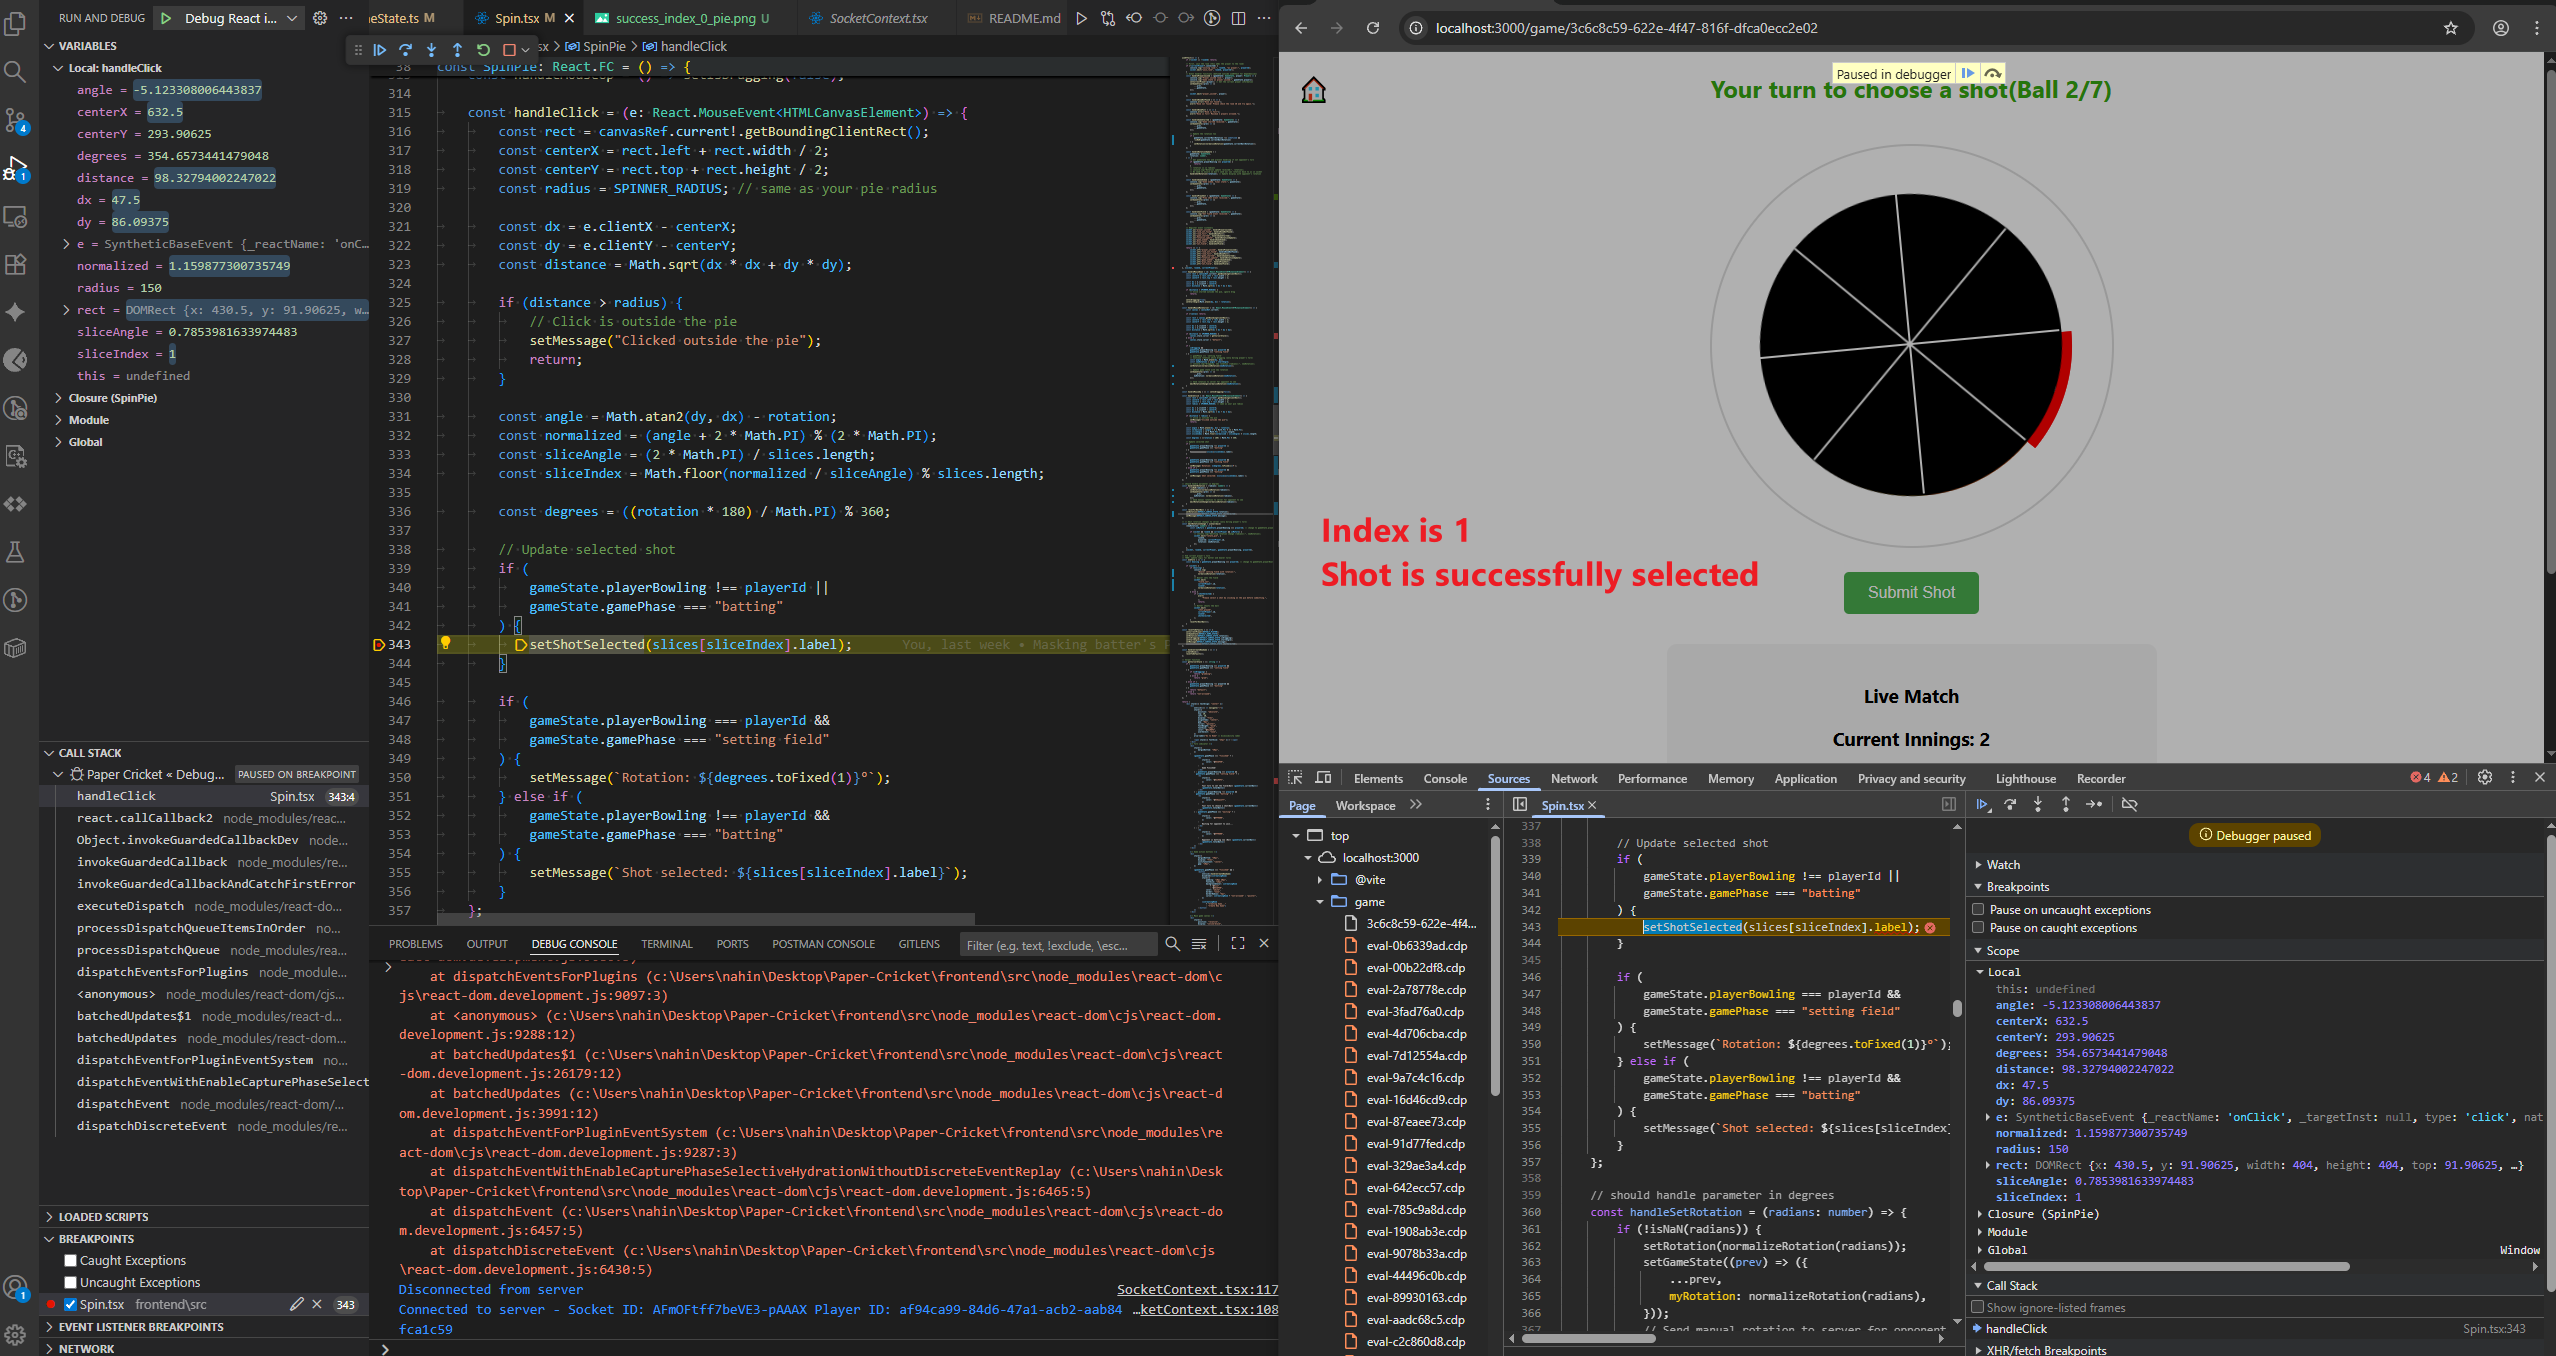 RUN AND DEBUG
Debug React i...
neState.ts M
Spin.tsx M
success_index_0_pie.png U
SocketContext.tsx
README.md
VARIABLES
Local: handleClick
angle = -5.123308006443837
centerX = 632.5
centerY = 293.90625
degrees = 354.6573441479048
distance = 98.32794002247022
dx = 47.5
dy = 86.09375
e = SyntheticBaseEvent {_reactName: 'onC...
normalized = 1.159877300735749
radius = 150
rect = DOMRect {x: 430.5, y: 91.90625, w...
sliceAngle = 0.7853981633974483
sliceIndex = 1
this = undefined
Closure (SpinPie)
Module
Global
CALL STACK
Paper Cricket « Debug... PAUSED ON BREAKPOINT
handleClick Spin.tsx 343:4
react.callCallback2 node_modules/reac...
Object.invokeGuardedCallbackDev node...
invokeGuardedCallback node_modules/re...
invokeGuardedCallbackAndCatchFirstError
executeDispatch node_modules/react-do...
processDispatchQueueItemsInOrder no...
processDispatchQueue node_modules/re...
dispatchEventsForPlugins node_module...
<anonymous> node_modules/react-dom/cjs...
batchedUpdates$1 node_modules/react-d...
batchedUpdates node_modules/react-dom...
dispatchEventForPluginEventSystem no...
dispatchEventWithEnableCapturePhaseSelect
dispatchEvent node_modules/react-dom/...
dispatchDiscreteEvent node_modules/re...
LOADED SCRIPTS
BREAKPOINTS
Caught Exceptions
Uncaught Exceptions
Spin.tsx frontend\src 343
EVENT LISTENER BREAKPOINTS
NETWORK
sx > SpinPie > handleClick
38 const SpinPie: React.FC = () => {
314
315 const handleClick = (e: React.MouseEvent<HTMLCanvasElement>) => {
316 const rect = canvasRef.current!.getBoundingClientRect();
317 const centerX = rect.left + rect.width / 2;
318 const centerY = rect.top + rect.height / 2;
319 const radius = SPINNER_RADIUS; // same as your pie radius
320
321 const dx = e.clientX - centerX;
322 const dy = e.clientY - centerY;
323 const distance = Math.sqrt(dx * dx + dy * dy);
324
325 if (distance > radius) {
326 // Click is outside the pie
327 setMessage("Clicked outside the pie");
328 return;
329 }
330
331 const angle = Math.atan2(dy, dx) - rotation;
332 const normalized = (angle + 2 * Math.PI) % (2 * Math.PI);
333 const sliceAngle = (2 * Math.PI) / slices.length;
334 const sliceIndex = Math.floor(normalized / sliceAngle) % slices.length;
335
336 const degrees = ((rotation * 180) / Math.PI) % 360;
337
338 // Update selected shot
339 if (
340 gameState.playerBowling !== playerId ||
341 gameState.gamePhase === "batting"
342 ) {
343 setShotSelected(slices[sliceIndex].label); You, last week • Masking batter's
344 }
345
346 if (
347 gameState.playerBowling === playerId &&
348 gameState.gamePhase === "setting field"
349 ) {
350 setMessage(`Rotation: ${degrees.toFixed(1)}°`);
351 } else if (
352 gameState.playerBowling !== playerId &&
353 gameState.gamePhase === "batting"
354 ) {
355 setMessage(`Shot selected: ${slices[sliceIndex].label}`);
356 }
357 };
PROBLEMS OUTPUT DEBUG CONSOLE TERMINAL PORTS POSTMAN CONSOLE GITLENS Filter (e.g. text, !exclude, \esc...
at dispatchEventsForPlugins (c:\Users\nahin\Desktop\Paper-Cricket\frontend\src\node_modules\react-dom\c
js\react-dom.development.js:9097:3)
at <anonymous> (c:\Users\nahin\Desktop\Paper-Cricket\frontend\src\node_modules\react-dom\cjs\react-dom.
development.js:9288:12)
at batchedUpdates$1 (c:\Users\nahin\Desktop\Paper-Cricket\frontend\src\node_modules\react-dom\cjs\react
-dom.development.js:26179:12)
at batchedUpdates (c:\Users\nahin\Desktop\Paper-Cricket\frontend\src\node_modules\react-dom\cjs\react-d
om.development.js:3991:12)
at dispatchEventForPluginEventSystem (c:\Users\nahin\Desktop\Paper-Cricket\frontend\src\node_modules\re
act-dom\cjs\react-dom.development.js:9287:3)
at dispatchEventWithEnableCapturePhaseSelectiveHydrationWithoutDiscreteEventReplay (c:\Users\nahin\Desk
top\Paper-Cricket\frontend\src\node_modules\react-dom\cjs\react-dom.development.js:6465:5)
at dispatchEvent (c:\Users\nahin\Desktop\Paper-Cricket\frontend\src\node_modules\react-dom\cjs\react-do
m.development.js:6457:5)
at dispatchDiscreteEvent (c:\Users\nahin\Desktop\Paper-Cricket\frontend\src\node_modules\react-dom\cjs
\react-dom.development.js:6430:5)
Disconnected from server SocketContext.tsx:117
Connected to server - Socket ID: AFmOFtff7beVE3-pAAAX Player ID: af94ca99-84d6-47a1-acb2-aab84 …ketContext.tsx:108
fca1c59
localhost:3000/game/3c6c8c59-622e-4f47-816f-dfca0ecc2e02
Paused in debugger
Your turn to choose a shot(Ball 2/7)
Index is 1
Shot is successfully selected
Submit Shot
Live Match
Current Innings: 2
Elements Console Sources Network Performance Memory Application Privacy and security Lighthouse Recorder 4 2
Page Workspace
Spin.tsx
top
localhost:3000
@vite
game
3c6c8c59-622e-4f4...
eval-0b6339ad.cdp
eval-00b22df8.cdp
eval-2a78778e.cdp
eval-3fad76a0.cdp
eval-4d706cba.cdp
eval-7d12554a.cdp
eval-9a7c4c16.cdp
eval-16d46cd9.cdp
eval-87eaee73.cdp
eval-91d77fed.cdp
eval-329ae3a4.cdp
eval-642ecc57.cdp
eval-785c9a8d.cdp
eval-1908ab3e.cdp
eval-9078b33a.cdp
eval-44496c0b.cdp
eval-89930163.cdp
eval-aadc68c5.cdp
eval-c2c860d8.cdp
337
338 // Update selected shot
339 if (
340 gameState.playerBowling !== playerId ||
341 gameState.gamePhase === "batting"
342 ) {
343 setShotSelected(slices[sliceIndex].label);
344 }
345
346 if (
347 gameState.playerBowling === playerId &&
348 gameState.gamePhase === "setting field"
349 ) {
350 setMessage(`Rotation: ${degrees.toFixed(1)}°`);
351 } else if (
352 gameState.playerBowling !== playerId &&
353 gameState.gamePhase === "batting"
354 ) {
355 setMessage(`Shot selected: ${slices[sliceIndex]
356 }
357 };
358
359 // should handle parameter in degrees
360 const handleSetRotation = (radians: number) => {
361 if (!isNaN(radians)) {
362 setRotation(normalizeRotation(radians));
363 setGameState((prev) => ({
364 ...prev,
365 myRotation: normalizeRotation(radians),
366 }));
367 // Send manual rotation to server for opponent
Debugger paused
Watch
Breakpoints
Pause on uncaught exceptions
Pause on caught exceptions
Scope
Local
this: undefined
angle: -5.123308006443837
centerX: 632.5
centerY: 293.90625
degrees: 354.6573441479048
distance: 98.32794002247022
dx: 47.5
dy: 86.09375
e: SyntheticBaseEvent {_reactName: 'onClick', _targetInst: null, type: 'click', nat
normalized: 1.159877300735749
radius: 150
rect: DOMRect {x: 430.5, y: 91.90625, width: 404, height: 404, top: 91.90625, …}
sliceAngle: 0.7853981633974483
sliceIndex: 1
Closure (SpinPie)
Module
Global Window
Call Stack
Show ignore-listed frames
handleClick Spin.tsx:343
XHR/fetch Breakpoints